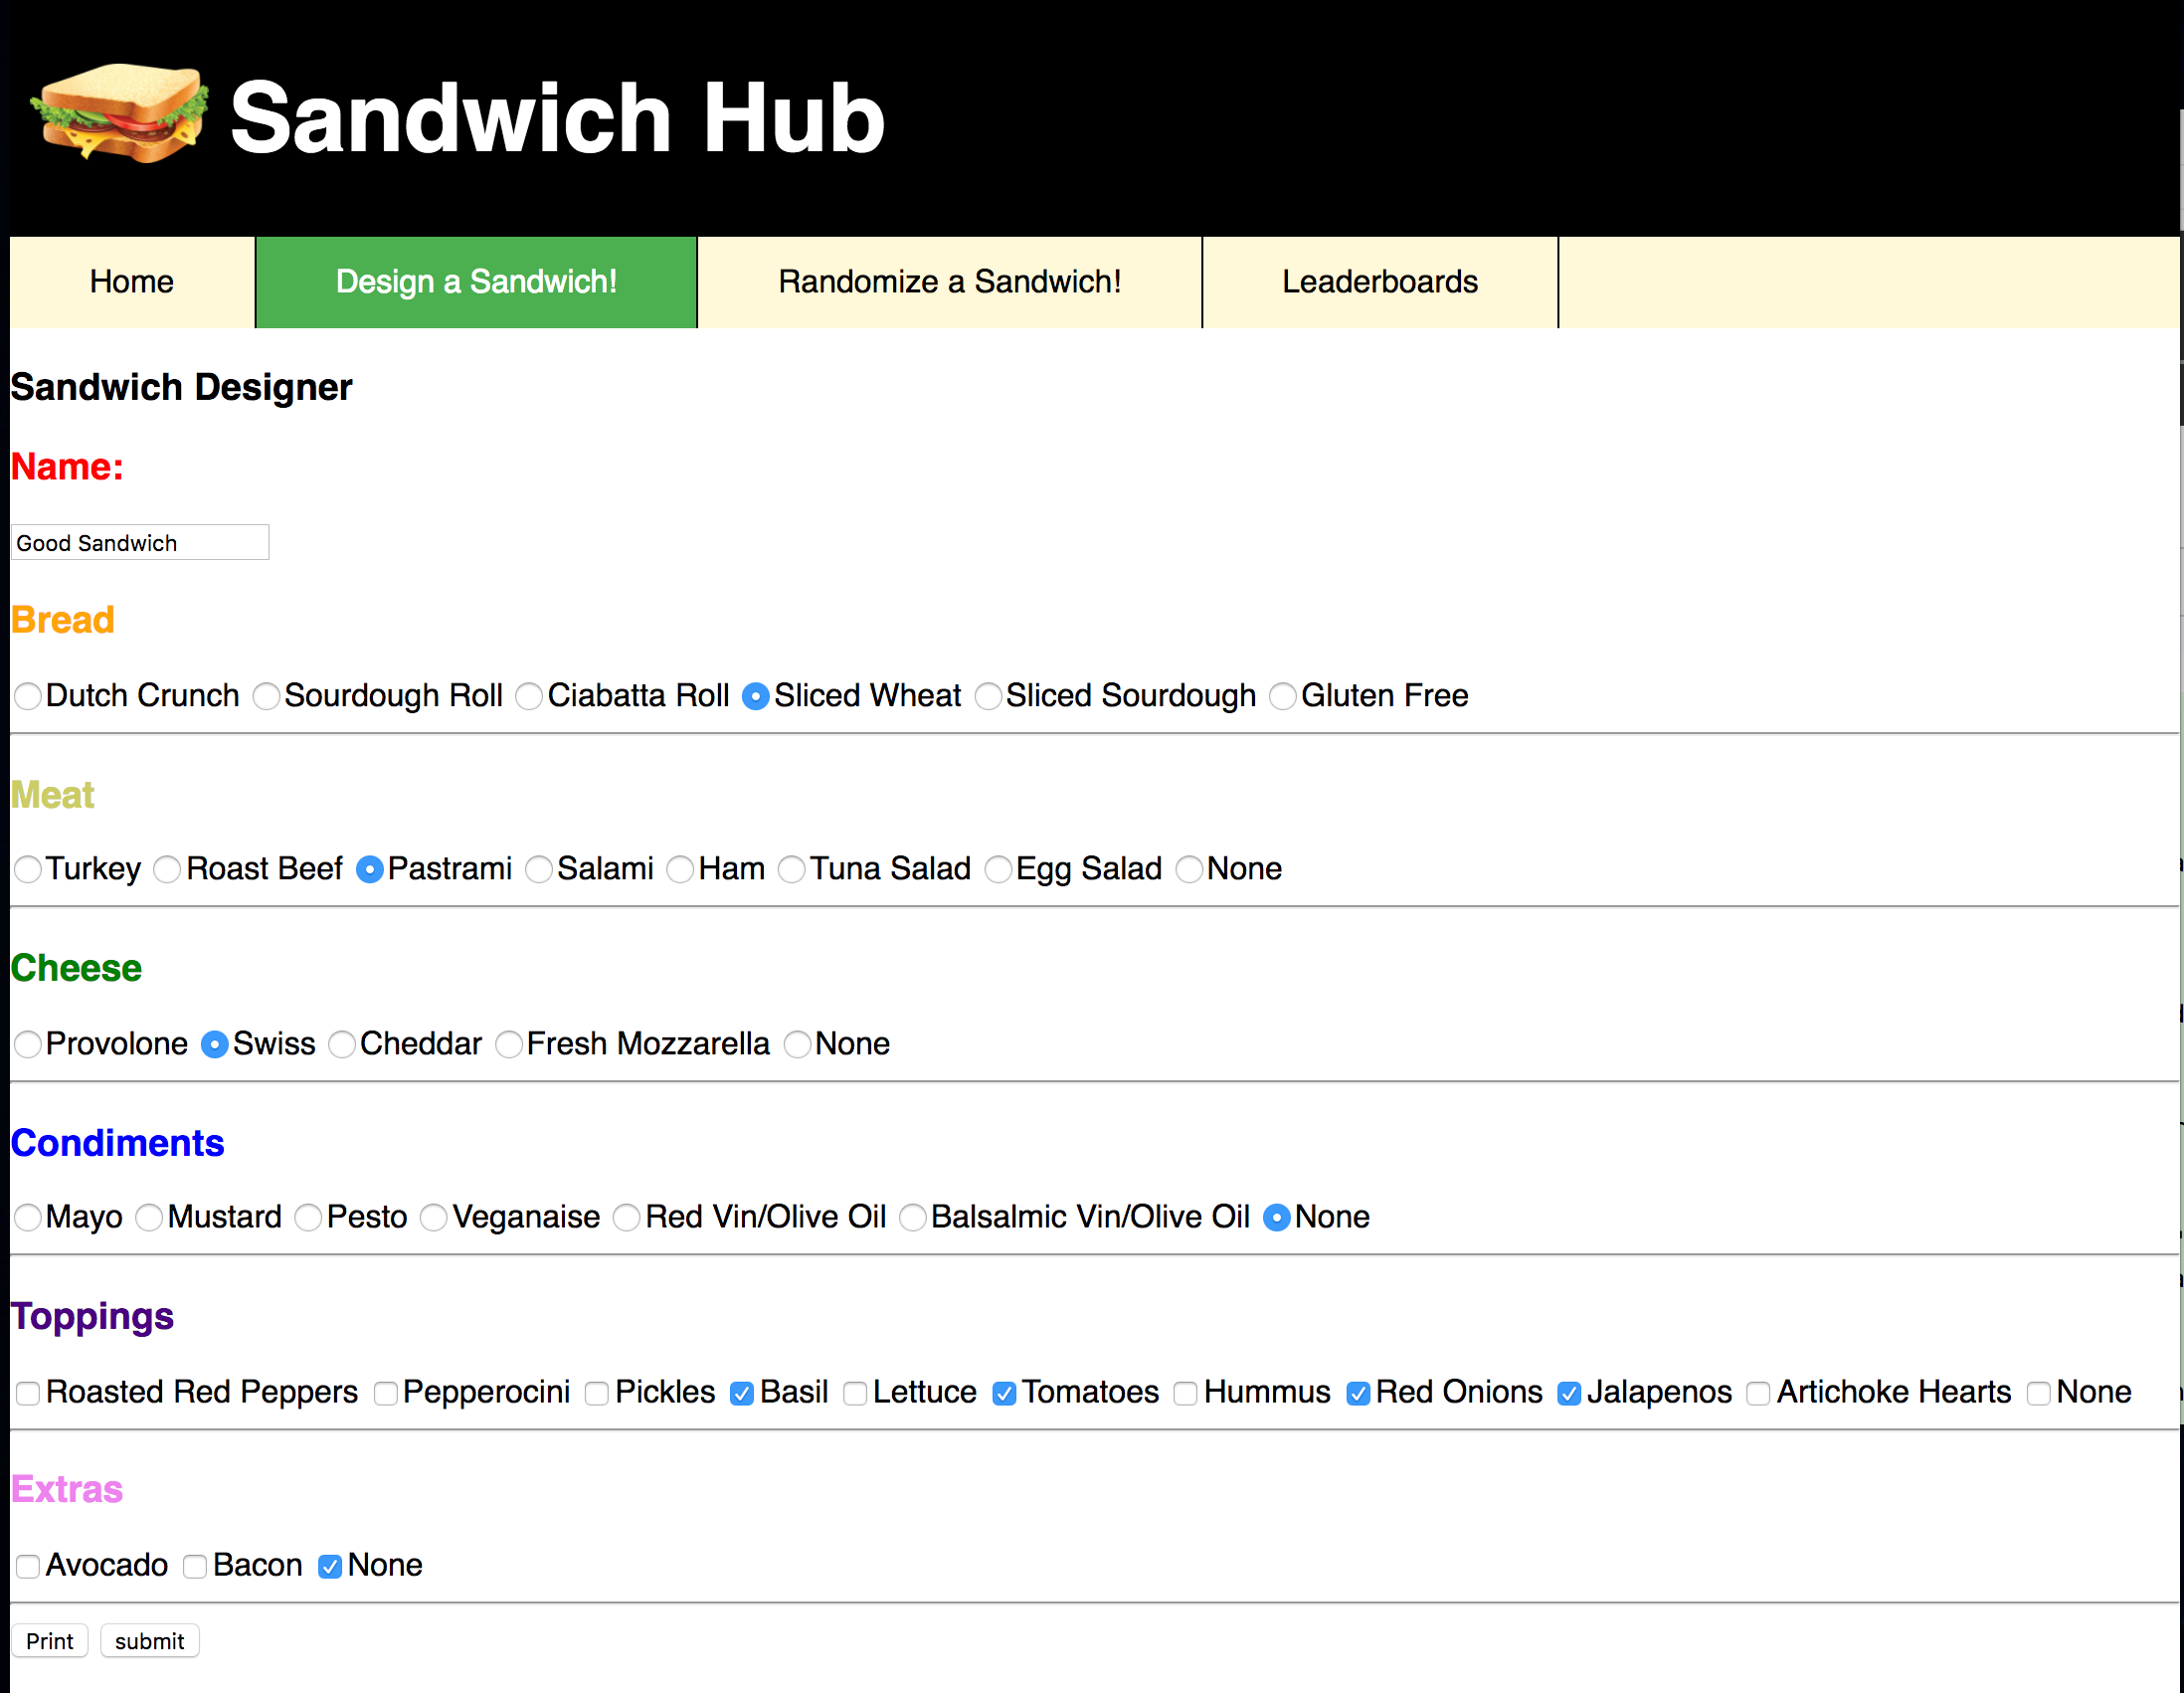 Sandwich Hub
Home Design a Sandwich! Randomize a Sandwich! Leaderboards
Sandwich Designer
Name:
Good Sandwich
Bread
Dutch Crunch Sourdough Roll Ciabatta Roll Sliced Wheat Sliced Sourdough Gluten Free
Meat
Turkey Roast Beef Pastrami Salami Ham Tuna Salad Egg Salad None
Cheese
Provolone Swiss Cheddar Fresh Mozzarella None
Condiments
Mayo Mustard Pesto Veganaise Red Vin/Olive Oil Balsalmic Vin/Olive Oil None
Toppings
Roasted Red Peppers Pepperocini Pickles Basil Lettuce Tomatoes Hummus Red Onions Jalapenos Artichoke Hearts None
Extras
Avocado Bacon None
Print submit